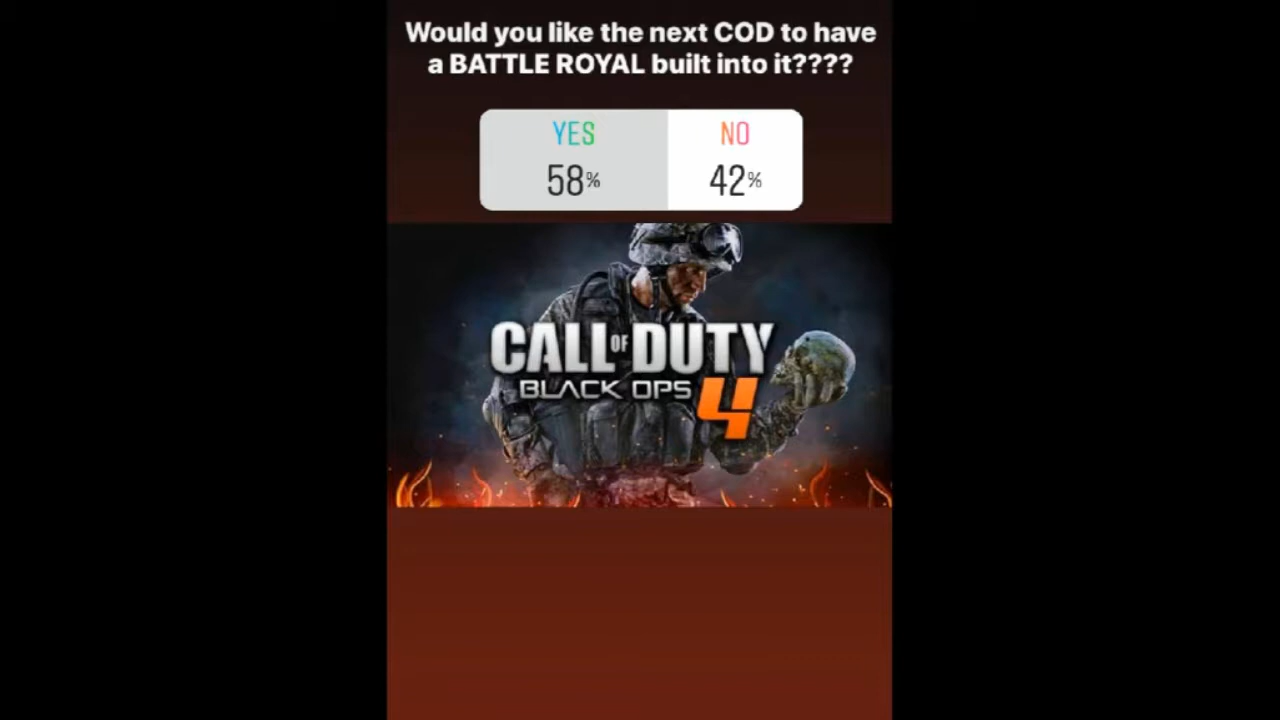 Would you like the next COD to have
a BATTLE ROYAL built into it????
YES NO
58% 42%
CALL OF DUTY
BLACK OPS 4